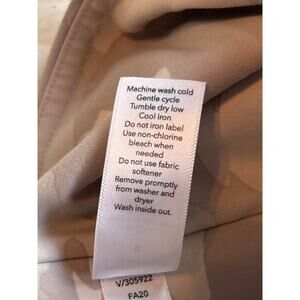 Machine wash cold
Gentle cycle
Tumble dry low
Cool iron
Do not iron label
Use non-chlorine
bleach when
needed
Do not use fabric
softener
Remove promptly
from washer and
dryer
Wash inside out.
V/305922
FA20